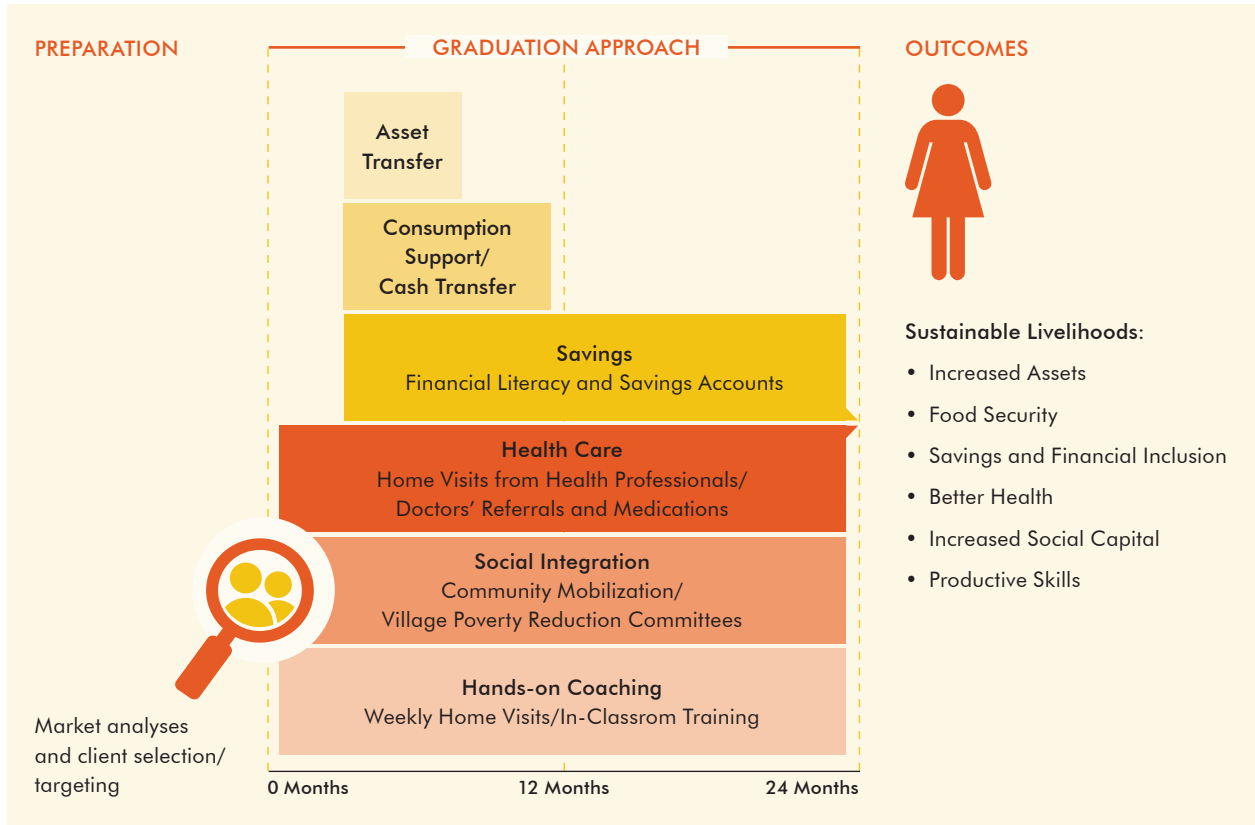 PREPARATION
GRADUATION APPROACH
OUTCOMES
Asset
Transfer
Consumption
Support/
Cash Transfer
Savings
Financial Literacy and Savings Accounts
Health Care
Home Visits from Health Professionals/
Doctors’ Referrals and Medications
Social Integration
Community Mobilization/
Village Poverty Reduction Committees
Hands-on Coaching
Weekly Home Visits/In-Classrom Training
Market analyses
and client selection/
targeting
0 Months
12 Months
24 Months
Sustainable Livelihoods:
• Increased Assets
• Food Security
• Savings and Financial Inclusion
• Better Health
• Increased Social Capital
• Productive Skills